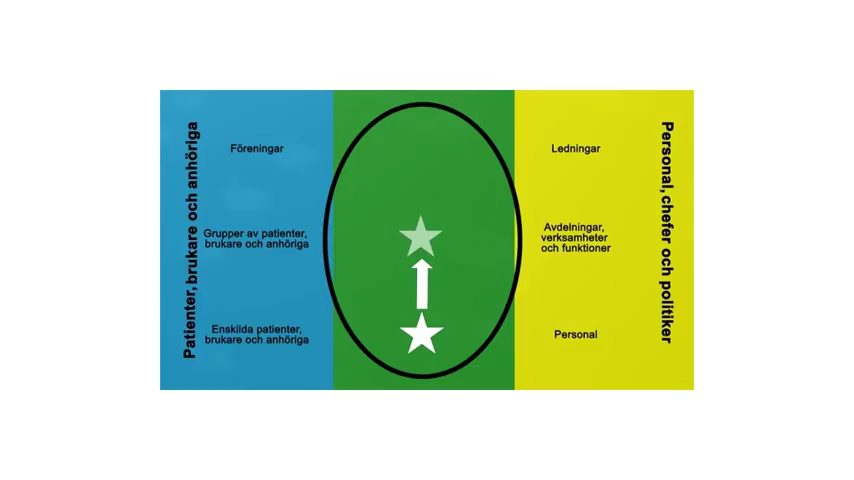 Patienter, brukare och anhöriga
Föreningar
Grupper av patienter,
brukare och anhöriga
Enskilda patienter,
brukare och anhöriga
Ledningar
Avdelningar,
verksamheter
och funktioner
Personal
Personal, chefer och politiker